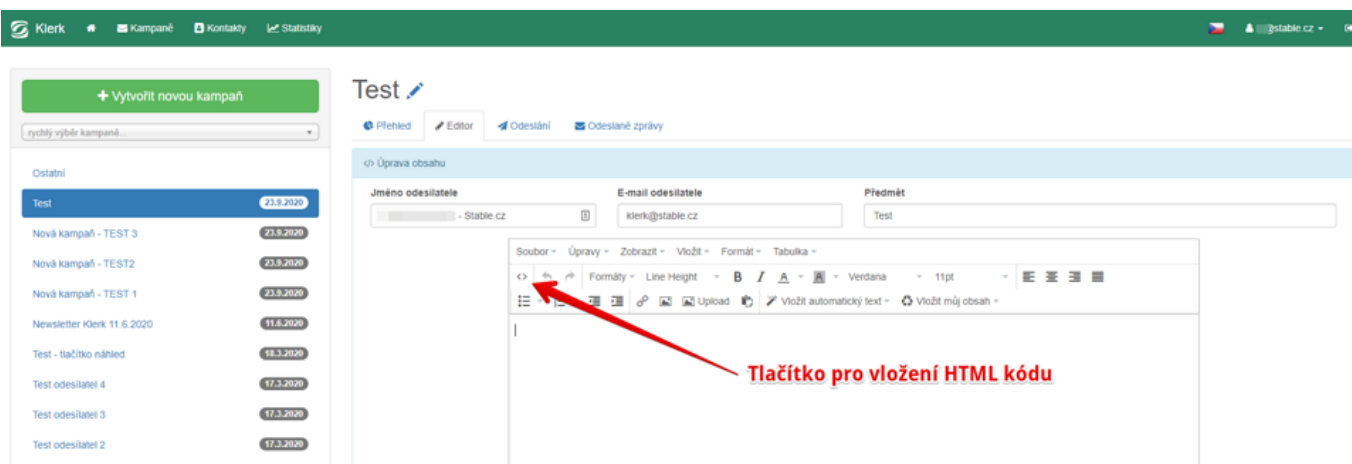 Klerk Kampaně Kontakty Statistiky @stable.cz
+ Vytvořit novou kampaň
rychlý výběr kampaně...
Ostatní
Test 23.9.2020
Nová kampaň - TEST 3 23.9.2020
Nová kampaň - TEST2 23.9.2020
Nová kampaň - TEST 1 23.9.2020
Newsletter Klerk 11.6.2020 11.6.2020
Test - tlačítko náhled 18.3.2020
Test odesílatel 4 17.3.2020
Test odesílatel 3 17.3.2020
Test odesílatel 2 17.3.2020
Test
Přehled Editor Odeslání Odeslané zprávy
</> Úprava obsahu
Jméno odesilatele E-mail odesilatele Předmět
- Stable.cz klerk@stable.cz Test
Soubor Úpravy Zobrazit Vložit Formát Tabulka
<> Formáty Line Height B I A A Verdana 11pt
Upload Vložit automatický text Vložit můj obsah
Tlačítko pro vložení HTML kódu